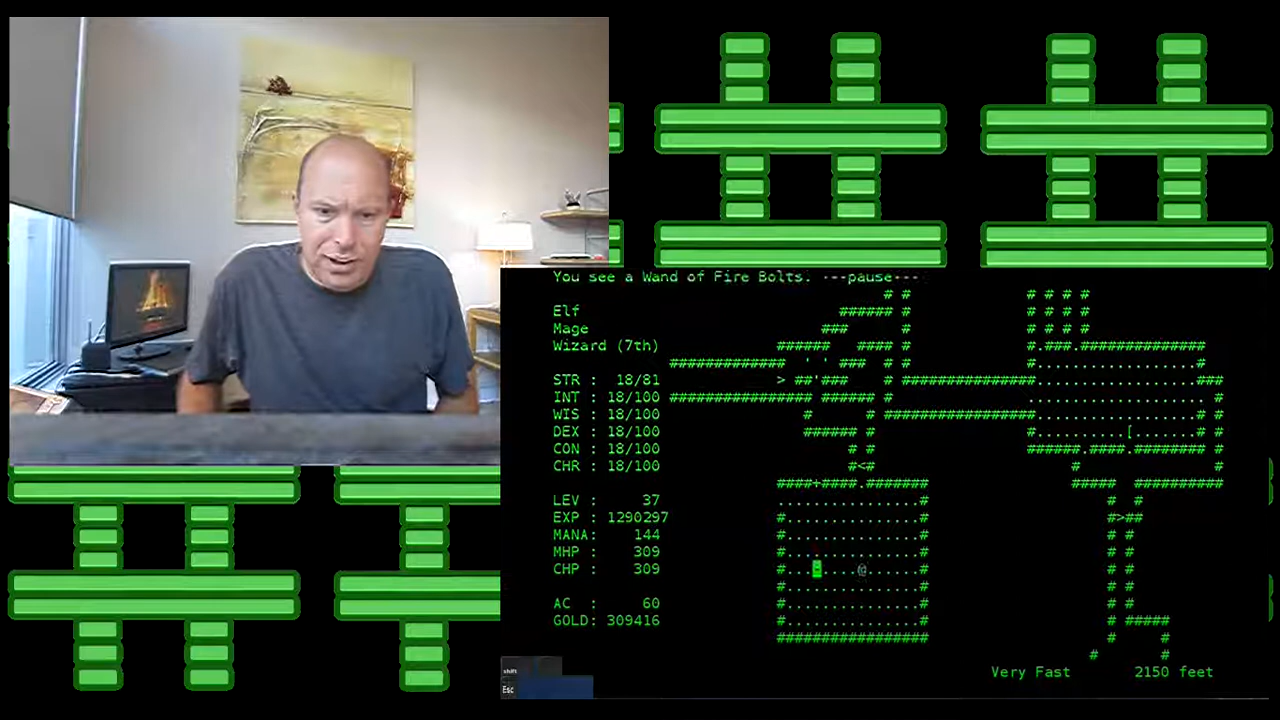 You see a Wand of Fire Bolts. ---pause---
Elf
Mage
Wizard (7th)
STR : 18/81
INT : 18/100
WIS : 18/100
DEX : 18/100
CON : 18/100
CHR : 18/100
LEV : 37
EXP : 1290297
MANA: 144
MHP : 309
CHP : 309
AC : 60
GOLD: 309416
Very Fast 2150 feet
shift
Esc